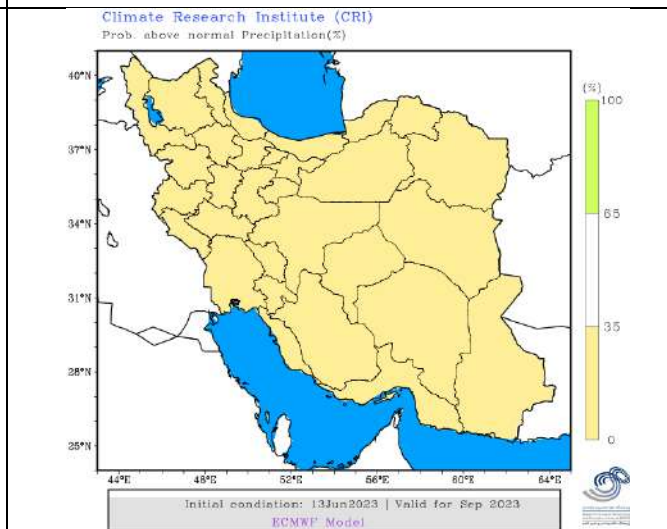 Climate Research Institute (CRI)
Prob. above normal Precipitation(%)
(%)
100
65
35
0
40°N
37°N
34°N
31°N
28°N
25°N
44°E 48°E 52°E 56°E 60°E 64°E
Initial condiation: 13Jun2023 | Valid for Sep 2023
ECMWF Model